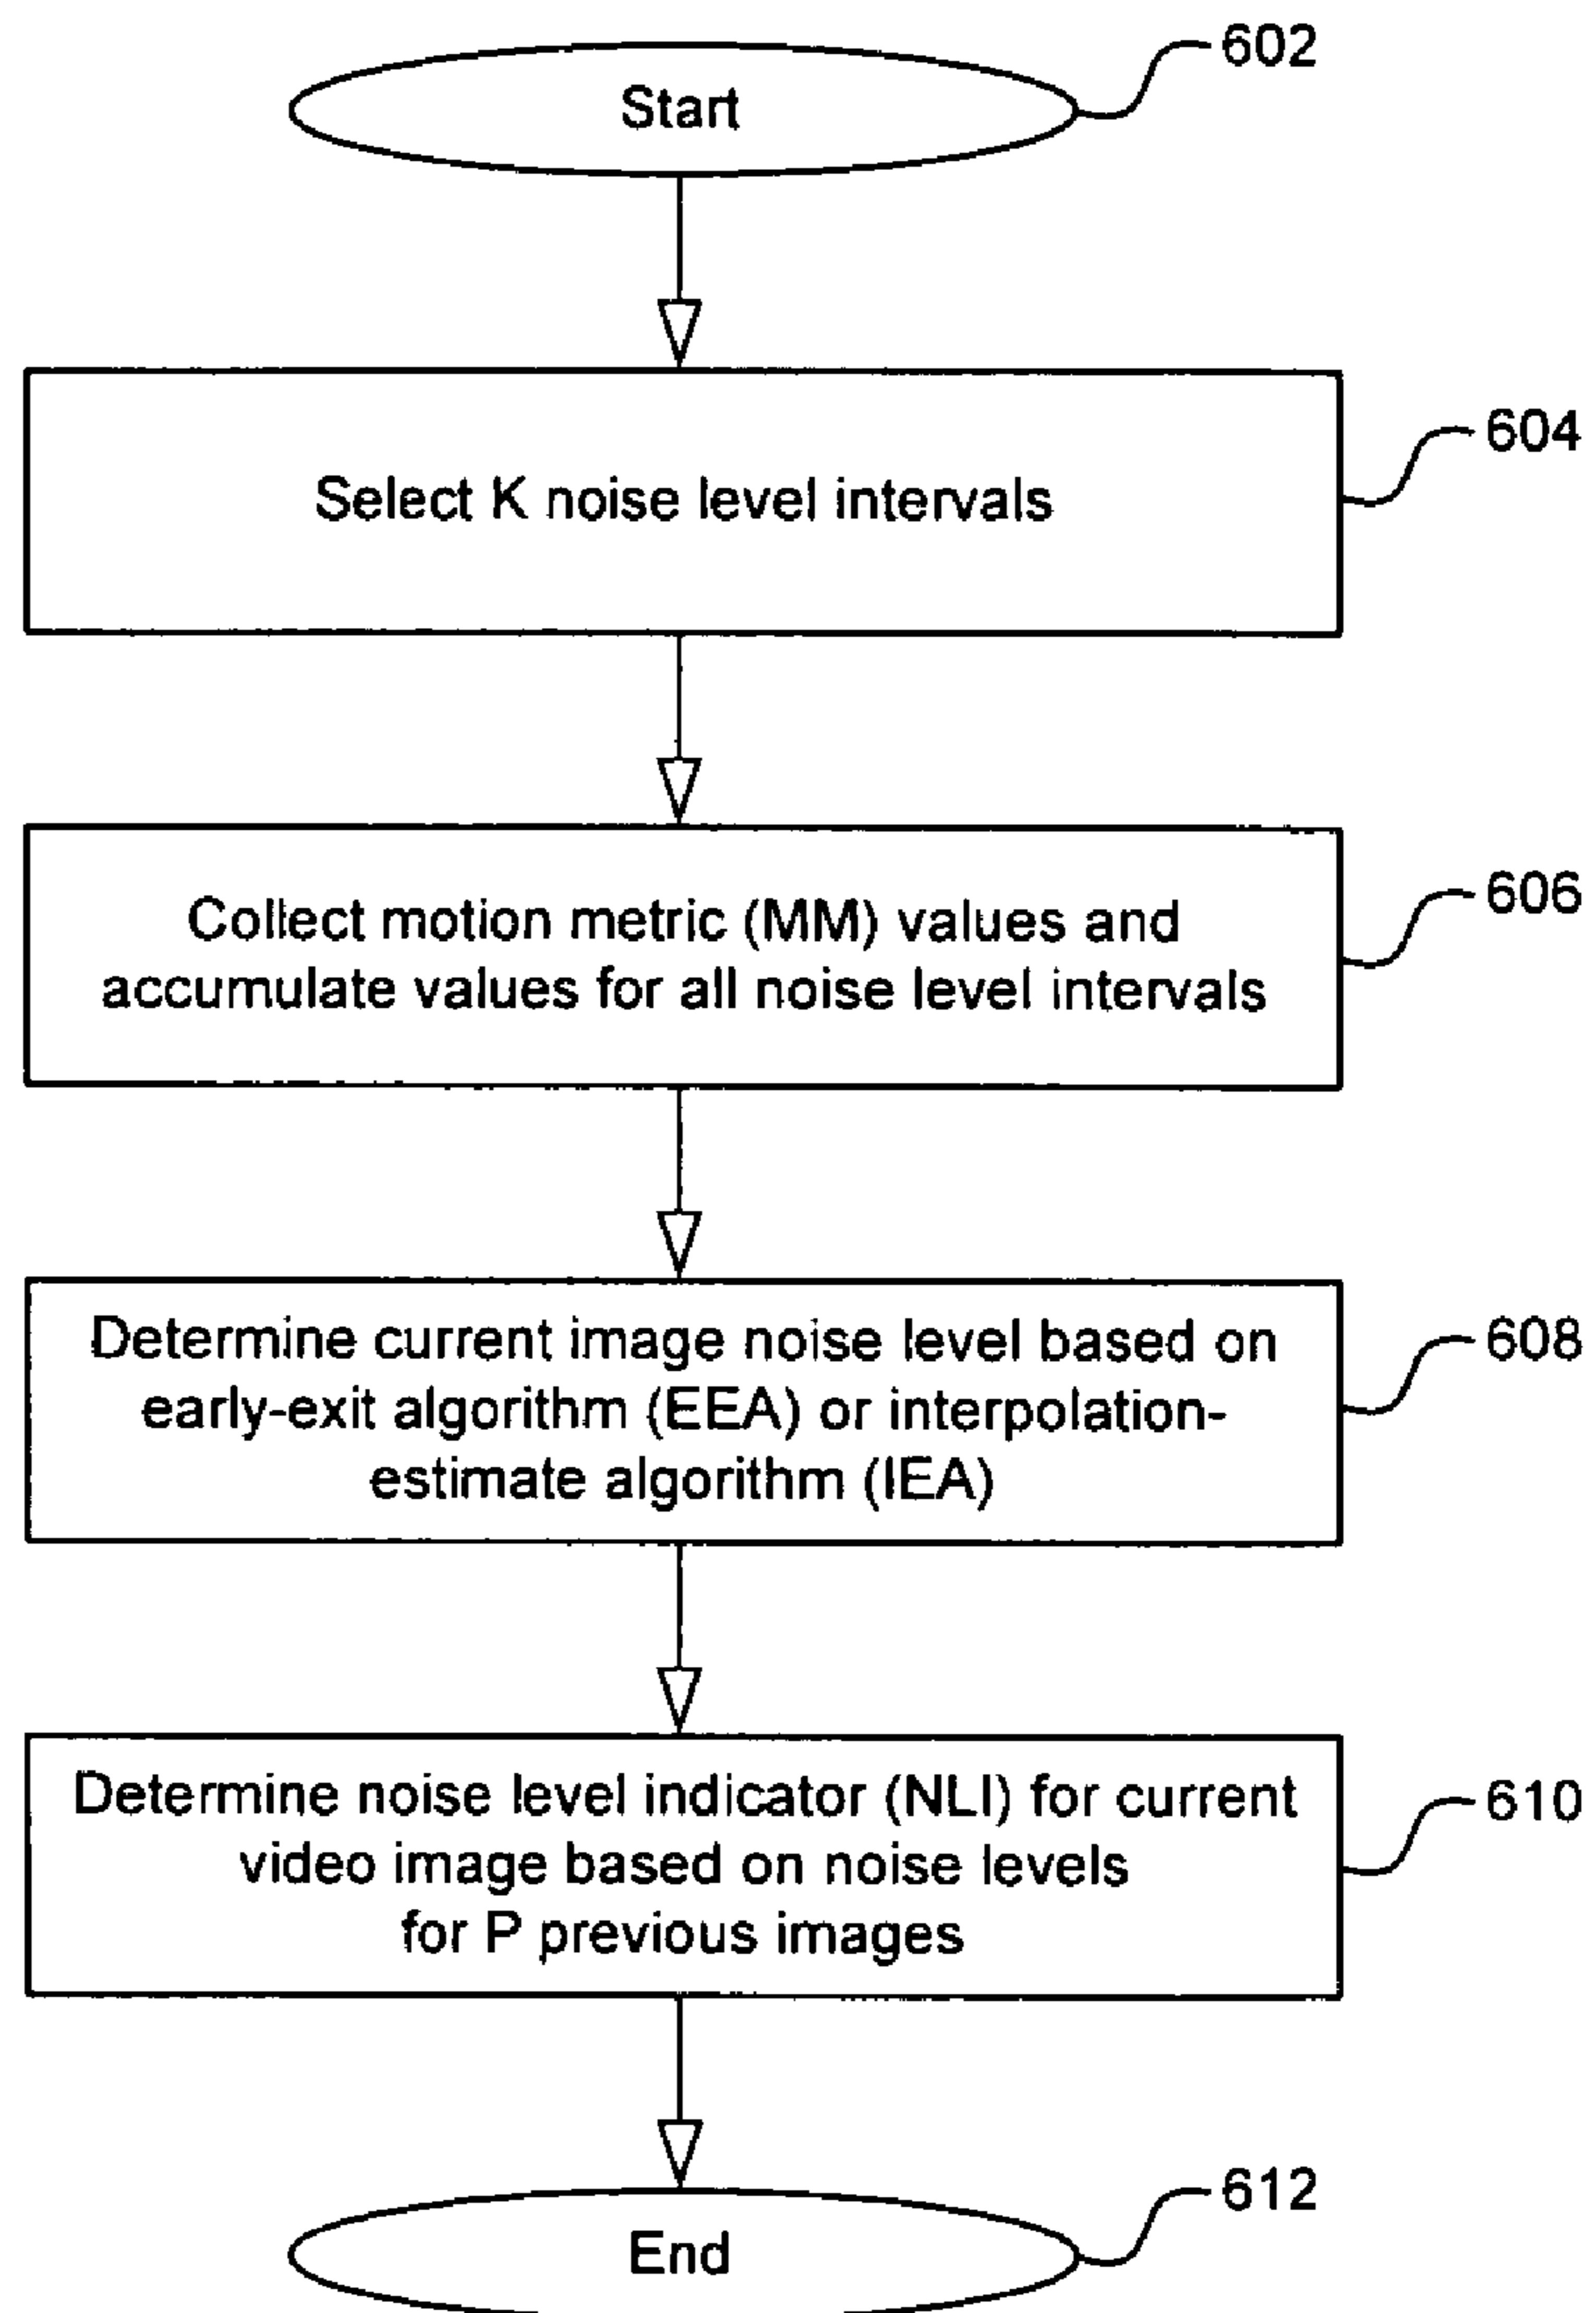 Start
602
Select K noise level intervals
604
Collect motion metric (MM) values and
accumulate values for all noise level intervals
606
Determine current image noise level based on
early-exit algorithm (EEA) or interpolation-
estimate algorithm (IEA)
608
Determine noise level indicator (NLI) for current
video image based on noise levels
for P previous images
610
End
612